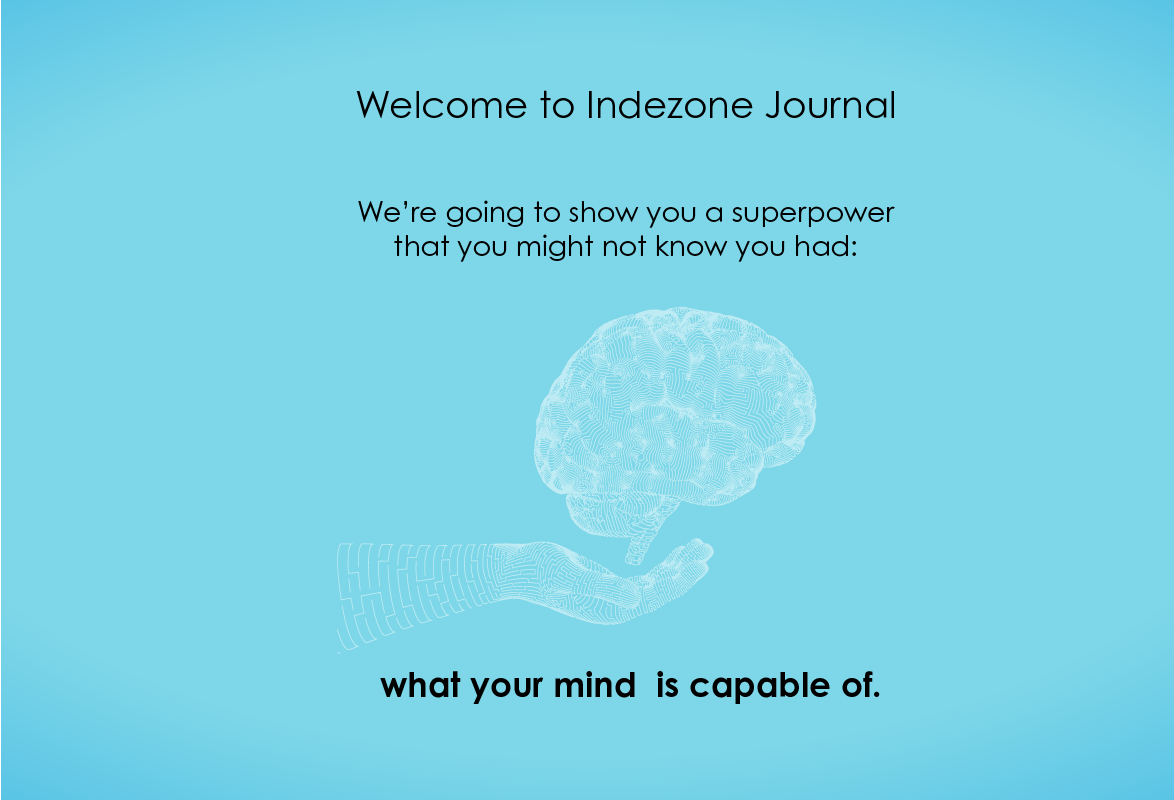 Welcome to Indezone Journal
We’re going to show you a superpower
that you might not know you had:
what your mind  is capable of.